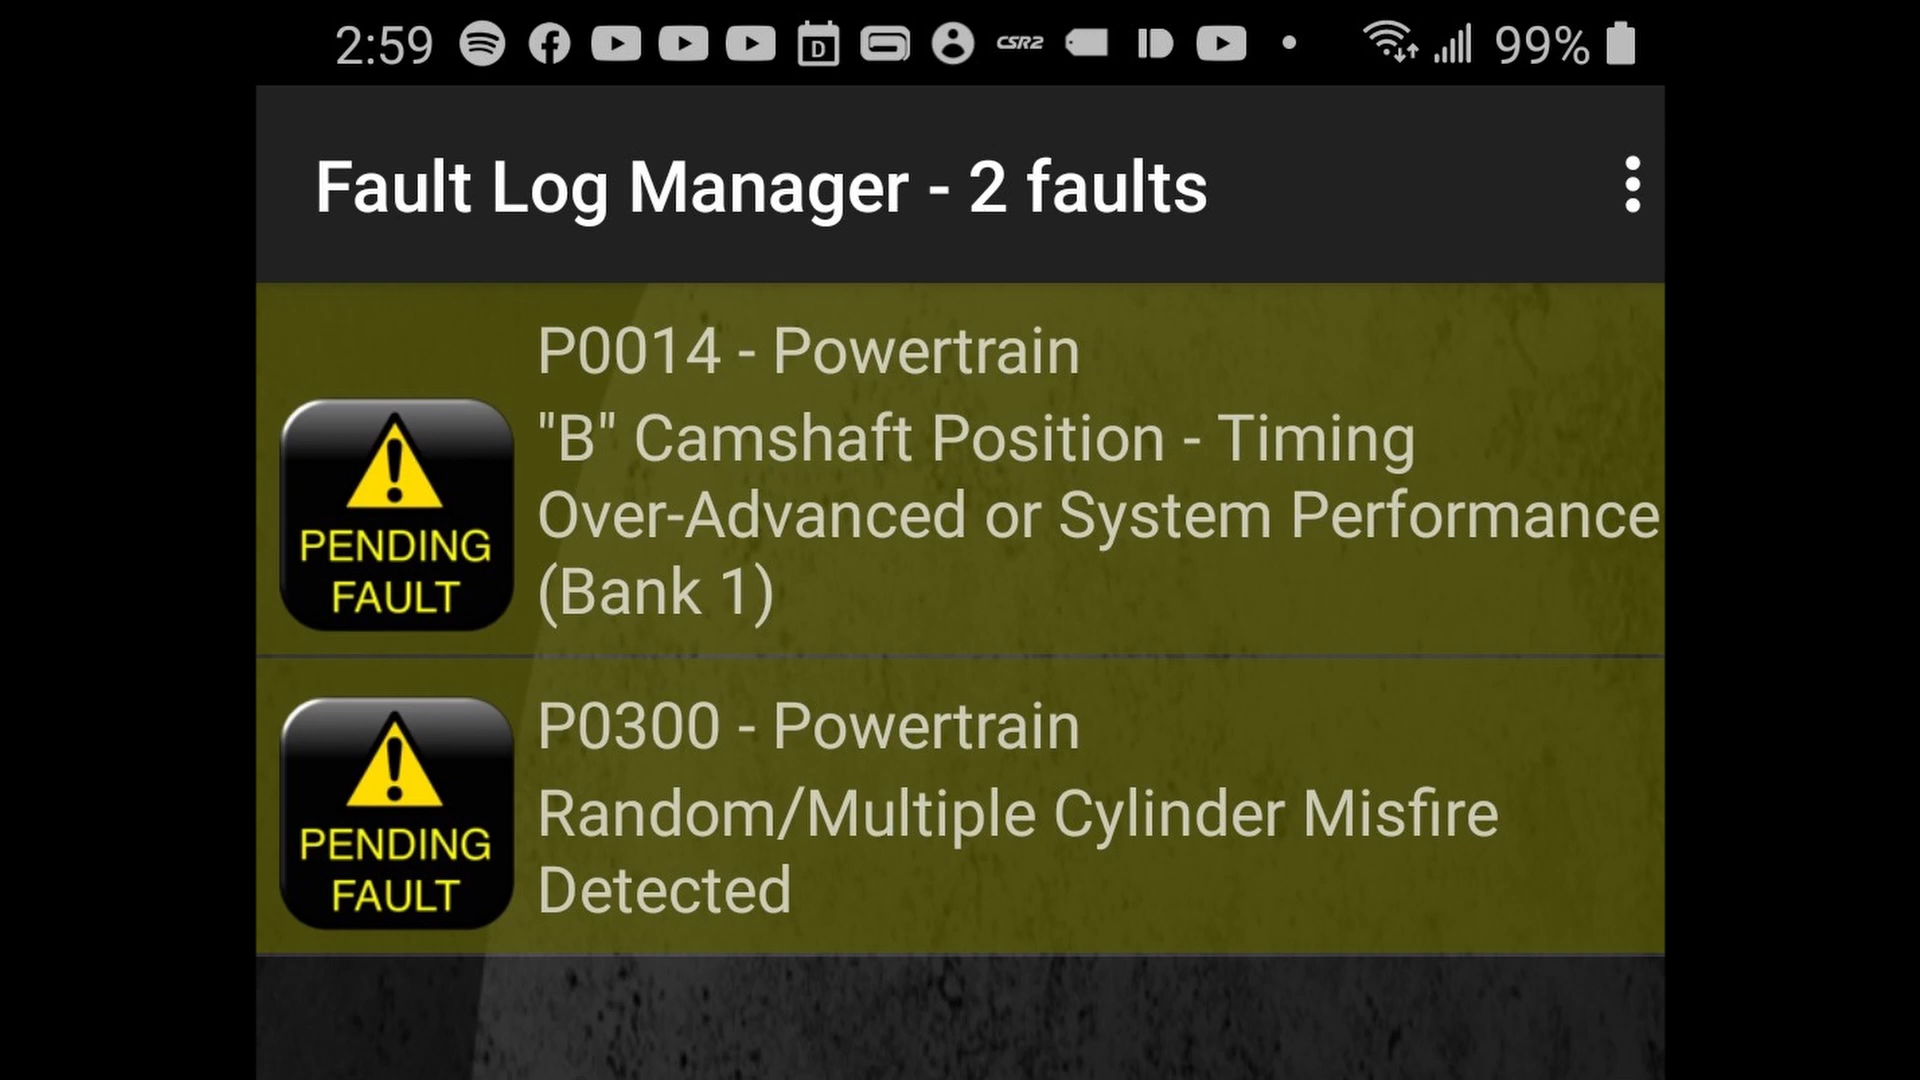 2:59 D CSR2 99%
Fault Log Manager - 2 faults
P0014 - Powertrain
"B" Camshaft Position - Timing
Over-Advanced or System Performance
(Bank 1)
PENDING
FAULT
P0300 - Powertrain
Random/Multiple Cylinder Misfire
Detected
PENDING
FAULT